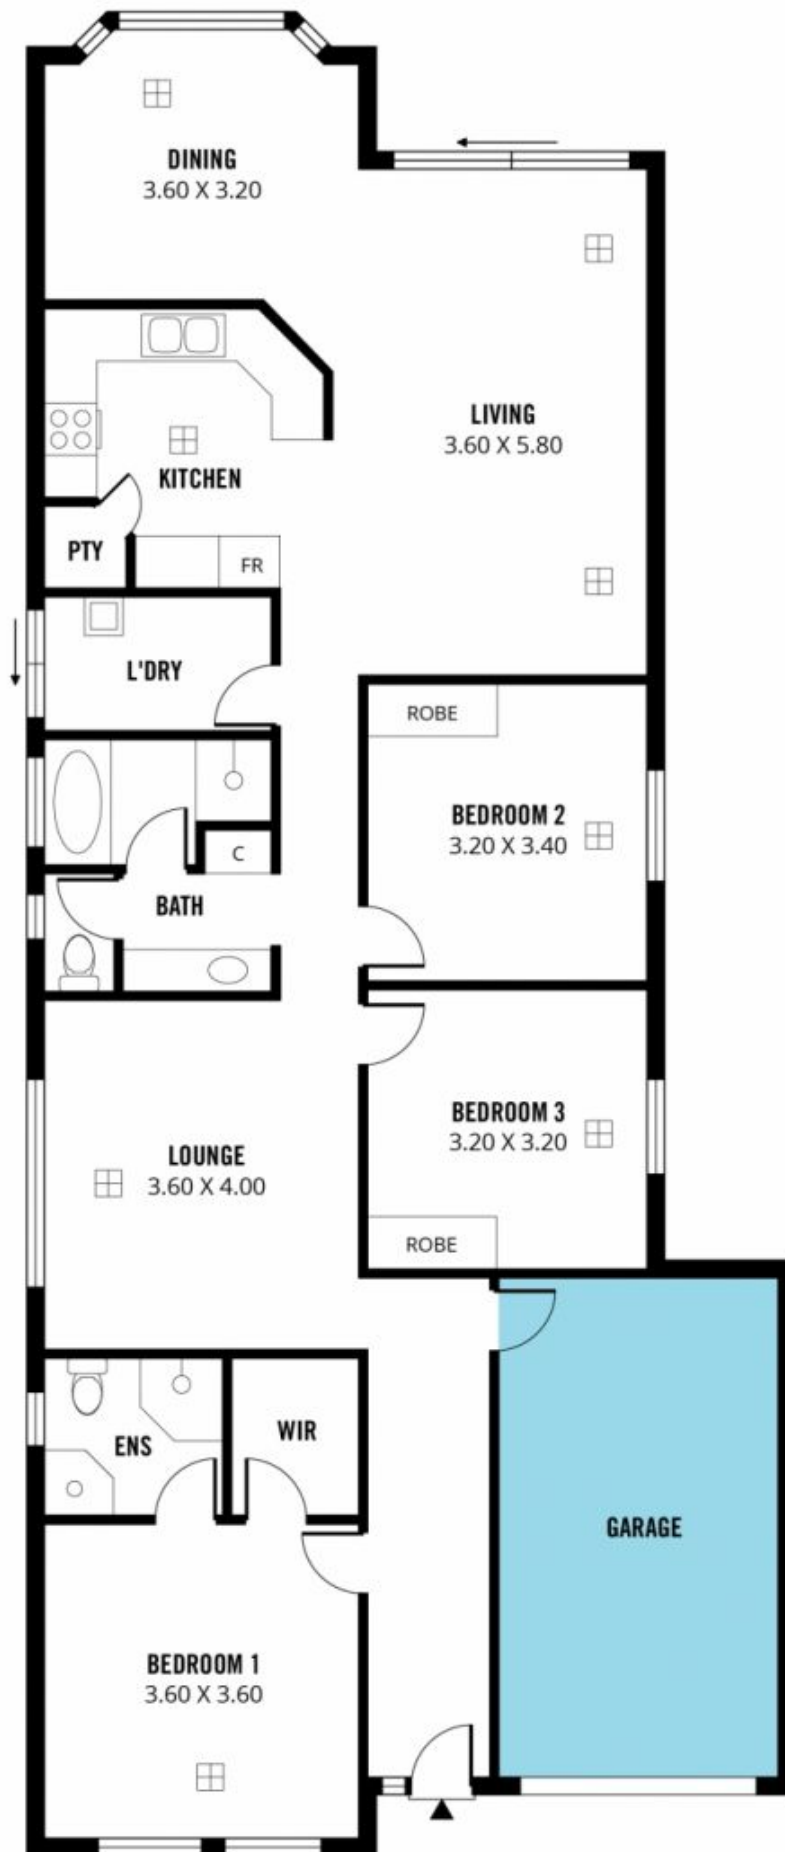 DINING
3.60 X 3.20
LIVING
3.60 X 5.80
KITCHEN
PTY
FR
L'DRY
ROBE
BEDROOM 2
3.20 X 3.40
C
BATH
BEDROOM 3
3.20 X 3.20
LOUNGE
3.60 X 4.00
ROBE
ENS
WIR
GARAGE
BEDROOM 1
3.60 X 3.60